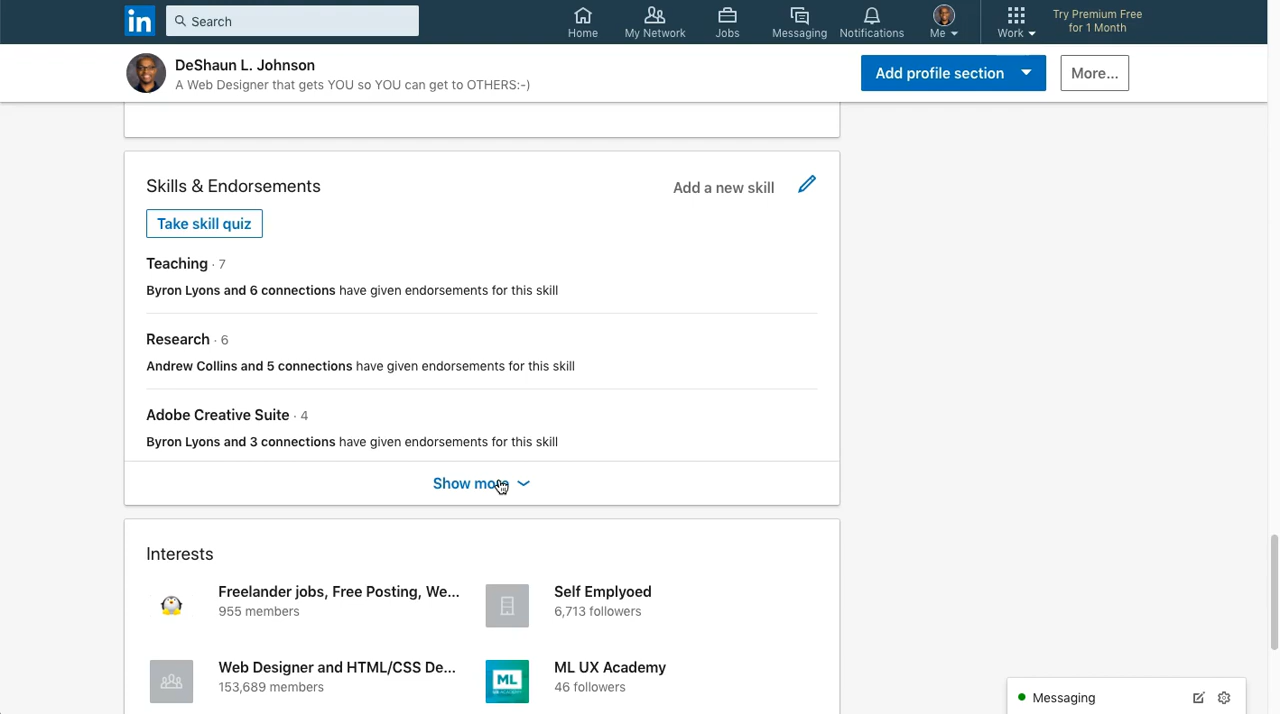 in
Search
Home
My Network
Jobs
Messaging
Notifications
Me
Work
Try Premium Free
for 1 Month
DeShaun L. Johnson
A Web Designer that gets YOU so YOU can get to OTHERS:-)
Add profile section
More...
Skills & Endorsements
Add a new skill
Take skill quiz
Teaching · 7
Byron Lyons and 6 connections have given endorsements for this skill
Research · 6
Andrew Collins and 5 connections have given endorsements for this skill
Adobe Creative Suite · 4
Byron Lyons and 3 connections have given endorsements for this skill
Show more
Interests
Freelander jobs, Free Posting, We...
955 members
Self Emplyoed
6,713 followers
Web Designer and HTML/CSS De...
153,689 members
ML
ML UX Academy
46 followers
Messaging